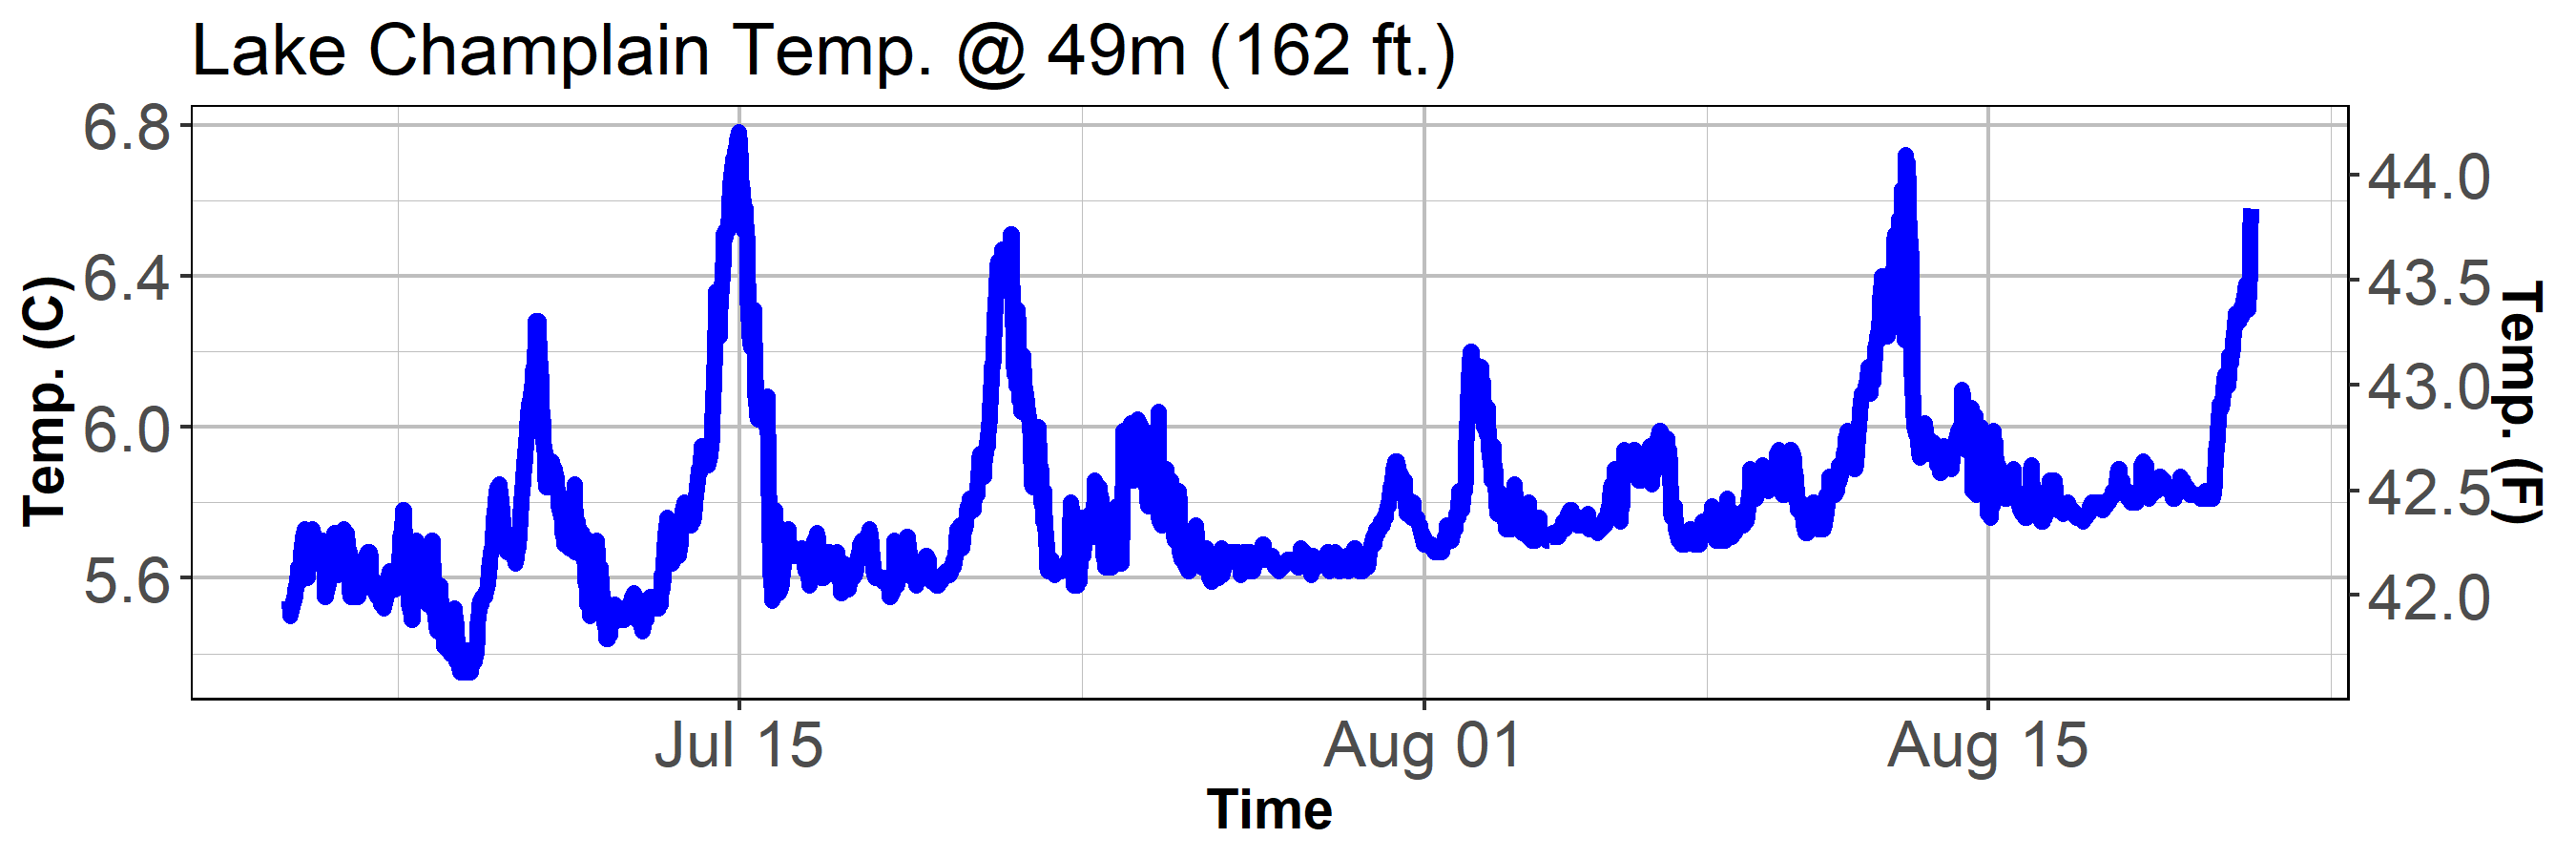 Lake Champlain Temp. @ 49m (162 ft.)
Temp. (C)
6.8
6.4
6.0
5.6
44.0
43.5
43.0
42.5
42.0
Temp. (F)
Jul 15
Aug 01
Aug 15
Time